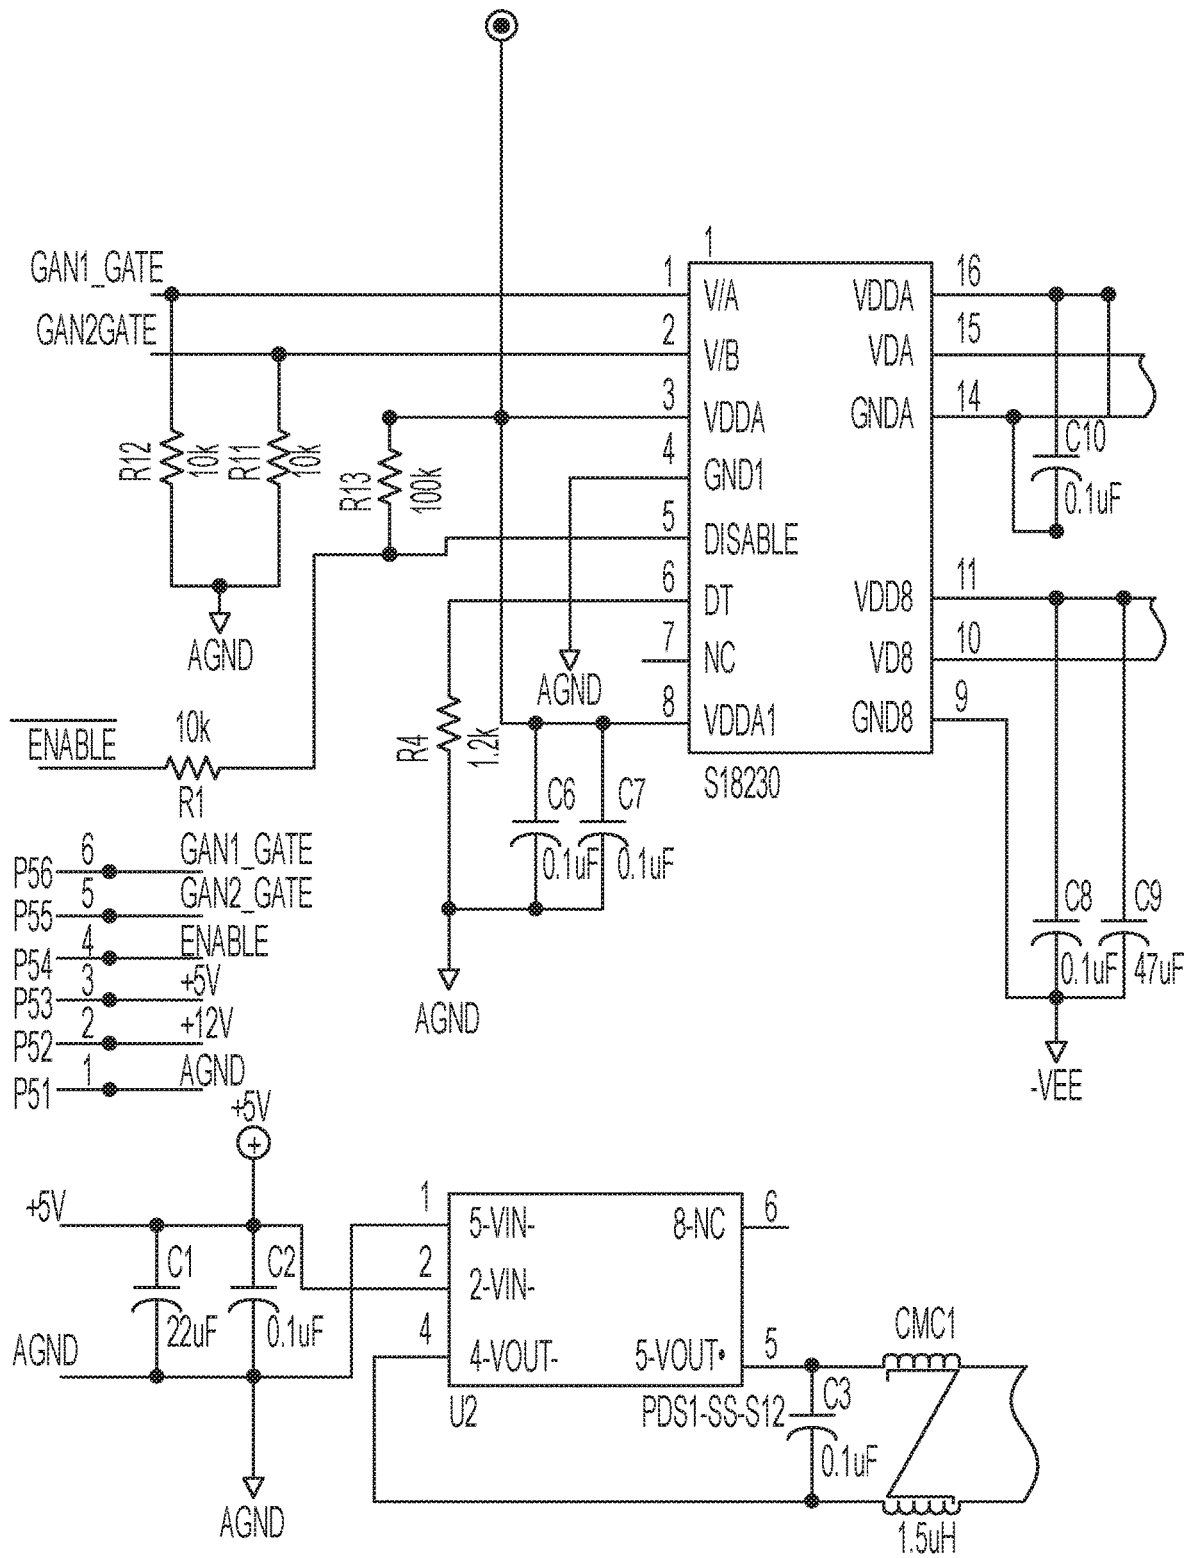 1
GAN1_GATE
1
V/A
VDDA
16
GAN2GATE
2
V/B
VDA
15
3
VDDA
GNDA
14
R12
10k
R11
10k
R13
100k
4
GND1
C10
0.1uF
5
DISABLE
6
DT
VDD8
11
AGND
7
NC
VD8
10
AGND
8
VDDA1
GND8
9
ENABLE
10k
R1
R4
1.2k
S18230
C6
0.1uF
C7
0.1uF
C8
0.1uF
C9
47uF
P56
6
GAN1_GATE
P55
5
GAN2_GATE
P54
4
ENABLE
P53
3
+5V
P52
2
+12V
P51
1
AGND
AGND
-VEE
+5V
+
+5V
C1
22uF
C2
0.1uF
AGND
AGND
1
5-VIN-
8-NC
6
2
2-VIN-
4
4-VOUT-
5-VOUT•
5
U2
PDS1-SS-S12
C3
0.1uF
CMC1
1.5uH